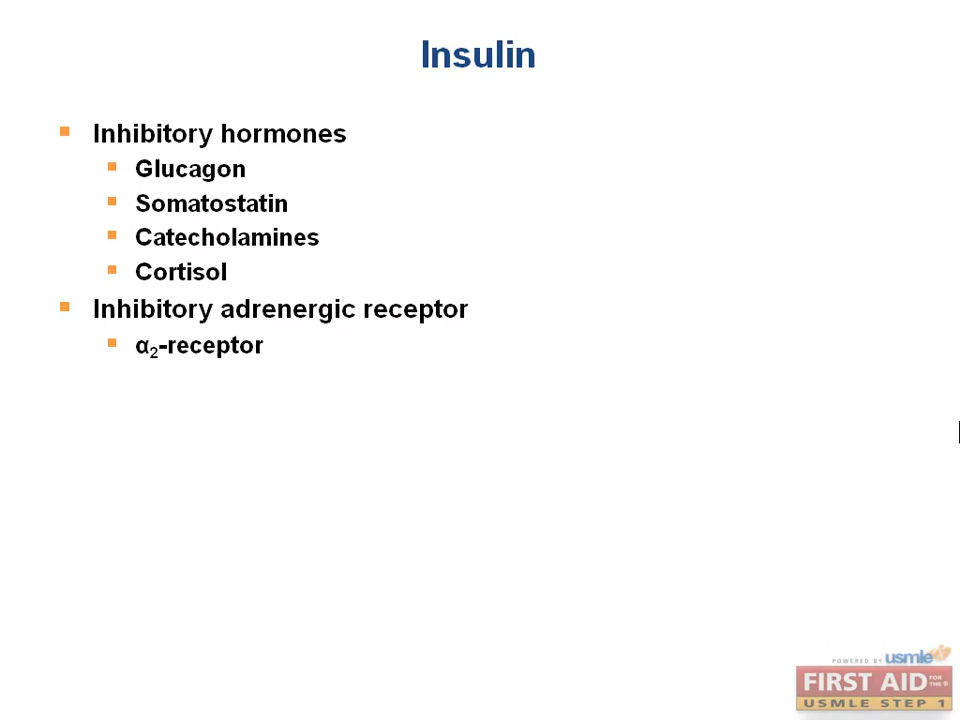 Insulin
Inhibitory hormones
Glucagon
Somatostatin
Catecholamines
Cortisol
Inhibitory adrenergic receptor
α₂-receptor
POWERED BY usmle
FIRST AID FOR THE ®
USMLE STEP 1